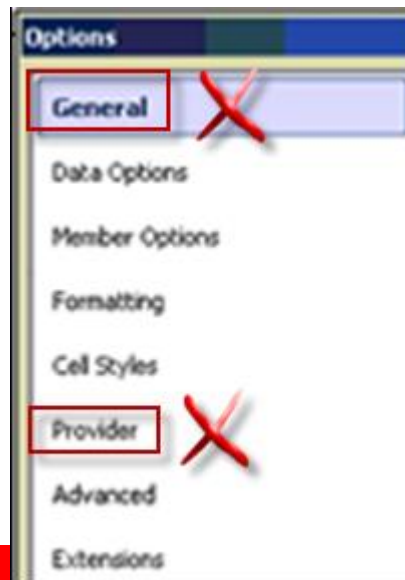 Options
General
Data Options
Member Options
Formatting
Cell Styles
Provider
Advanced
Extensions